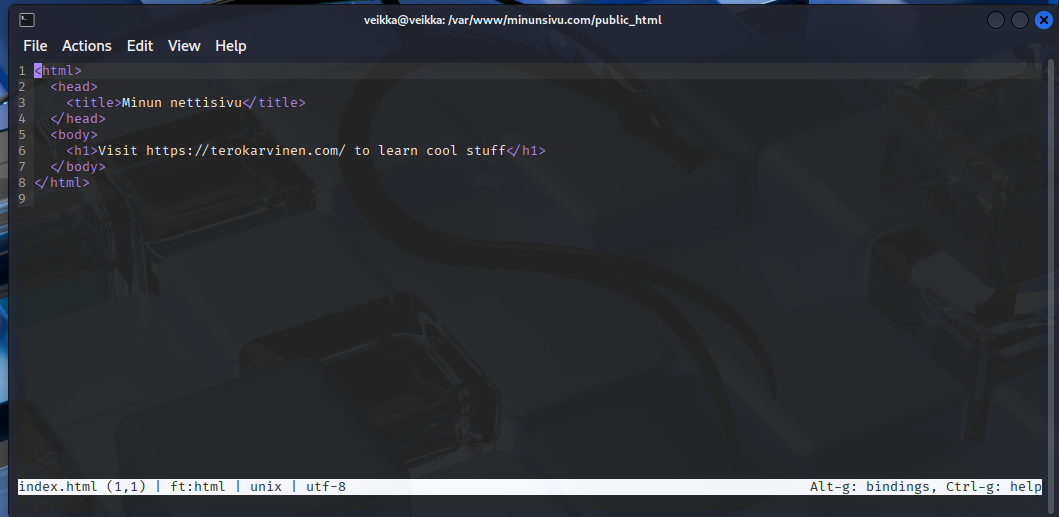 veikka@veikka: /var/www/minunsivu.com/public_html
File Actions Edit View Help
1 <html>
2   <head>
3     <title>Minun nettisivu</title>
4   </head>
5   <body>
6     <h1>Visit https://terokarvinen.com/ to learn cool stuff</h1>
7   </body>
8 </html>
9
index.html (1,1) | ft:html | unix | utf-8 Alt-g: bindings, Ctrl-g: help